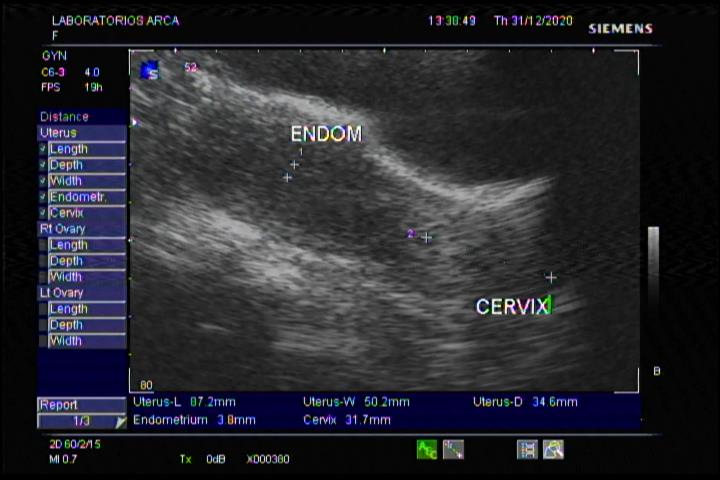 LABORATORIOS ARCA 13:30:49 Th 31/12/2020 SIEMENS
F
GYN
C6-3 4.0
FPS 19h
Distance
Uterus
Length
Depth
Width
Endometr.
Cervix
Rt Ovary
Length
Depth
Width
Lt Ovary
Length
Depth
Width
Report
1/3
2D 60/2/15
MI 0.7
S
52
ENDOM
1
2
CERVIX
80
Uterus-L 87.2mm Uterus-W 50.2mm Uterus-D 34.6mm
Endometrium 3.8mm Cervix 31.7mm
Tx 0dB X000380
B